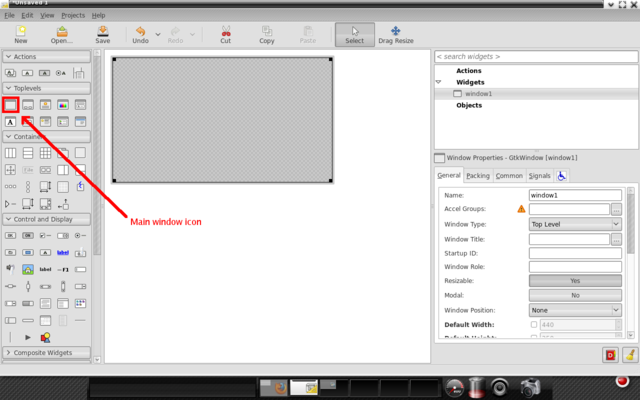 *Unsaved 1
File Edit View Projects Help
New Open... Save Undo Redo Cut Copy Paste Select Drag Resize
Actions
Toplevels
Containers
Control and Display
label
label
Composite Widgets
Main window icon
< search widgets >
Actions
Widgets
window1
Objects
Window Properties - GtkWindow [window1]
General Packing Common Signals
Name: window1
Accel Groups: ...
Window Type: Top Level
Window Title: ...
Startup ID:
Window Role:
Resizable: Yes
Modal: No
Window Position: None
Default Width: 440
Default Height: